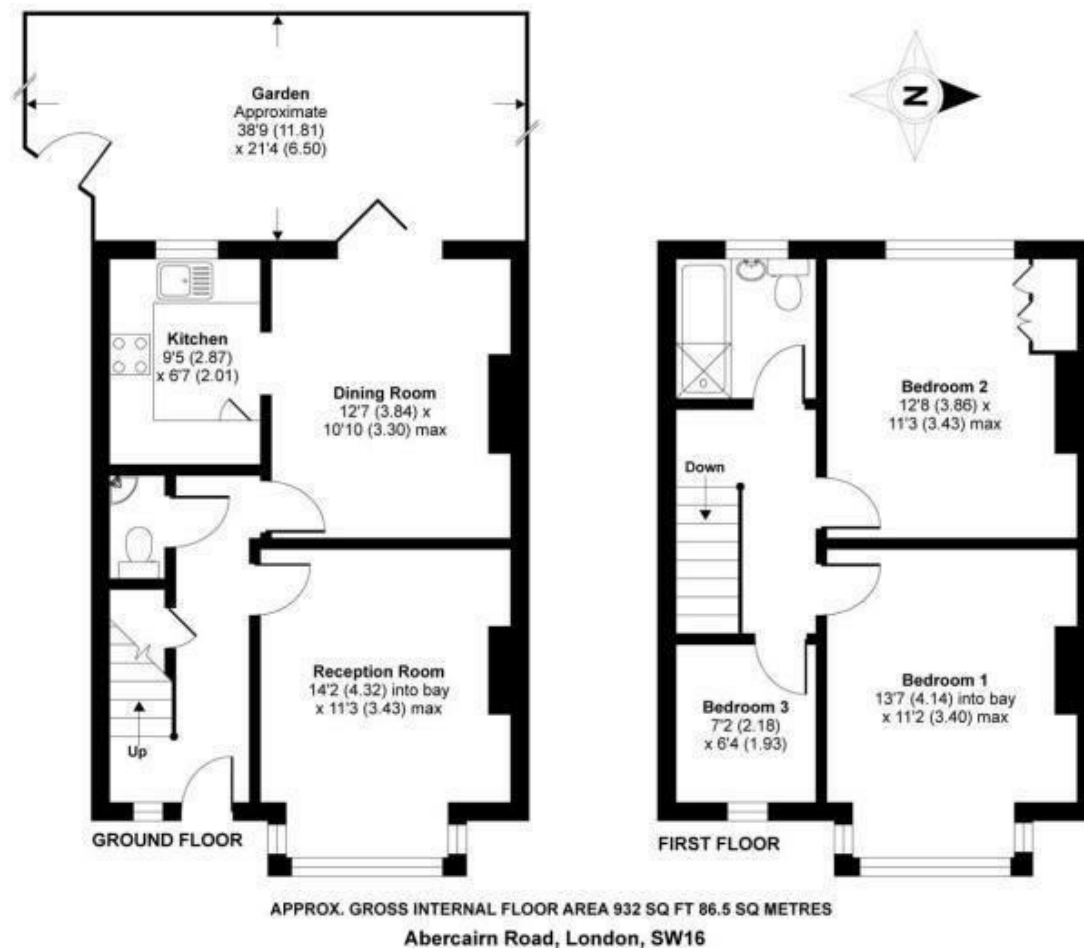 Garden
Approximate
38'9 (11.81)
x 21'4 (6.50)
N
Kitchen
9'5 (2.87)
x 6'7 (2.01)
Dining Room
12'7 (3.84) x
10'10 (3.30) max
Reception Room
14'2 (4.32) into bay
x 11'3 (3.43) max
Up
GROUND FLOOR
Bedroom 2
12'8 (3.86) x
11'3 (3.43) max
Down
Bedroom 1
13'7 (4.14) into bay
x 11'2 (3.40) max
Bedroom 3
7'2 (2.18)
x 6'4 (1.93)
FIRST FLOOR
APPROX. GROSS INTERNAL FLOOR AREA 932 SQ FT 86.5 SQ METRES
Abercairn Road, London, SW16